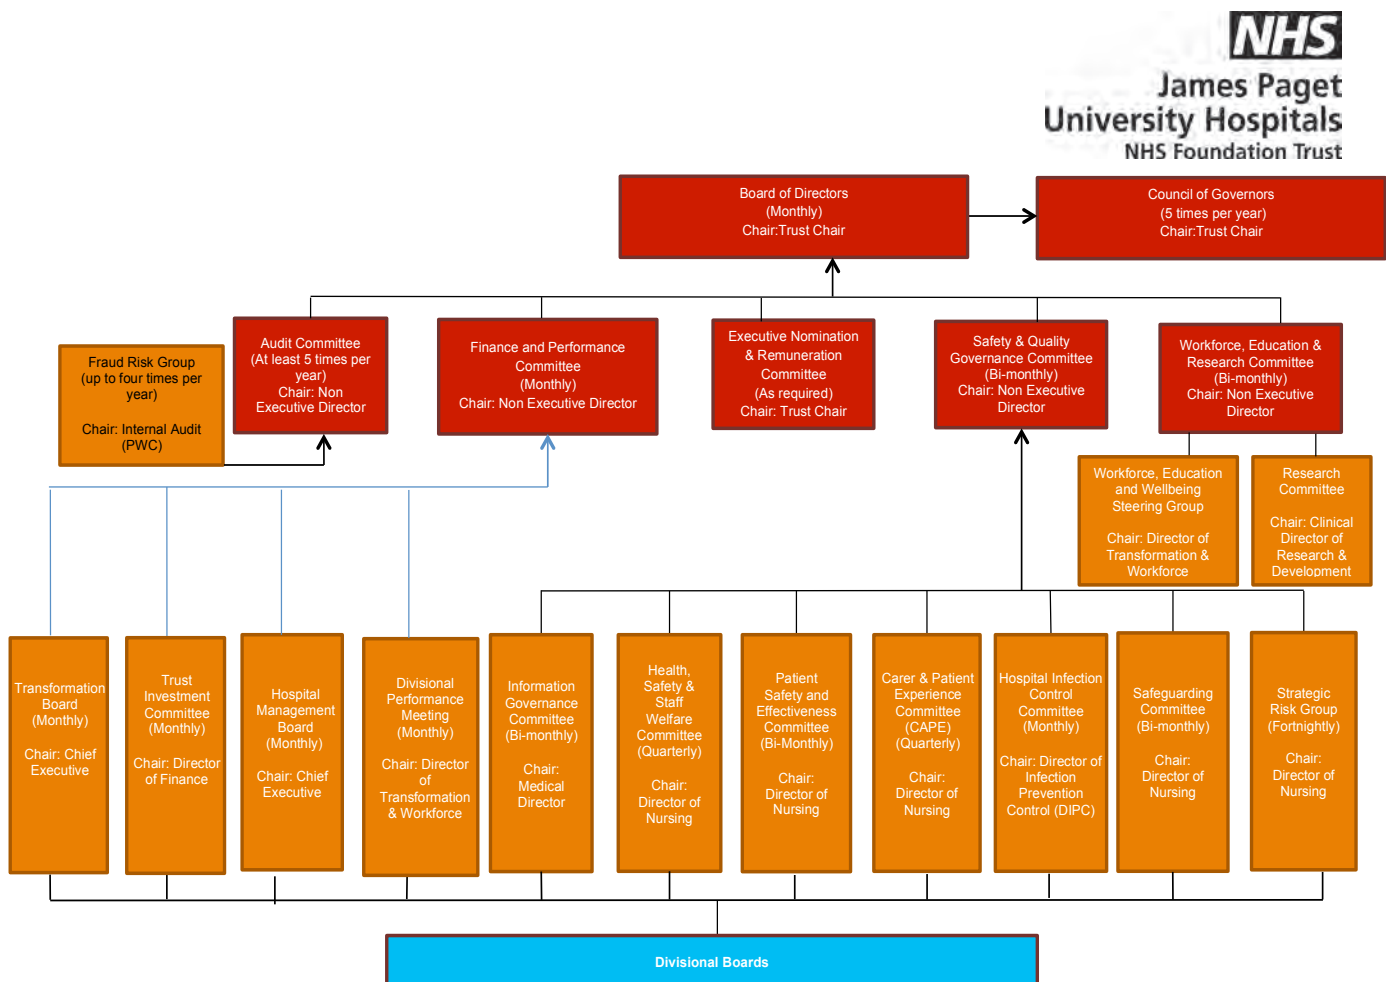 NHS
James Paget
University Hospitals
NHS Foundation Trust
Board of Directors
(Monthly)
Chair:Trust Chair
Council of Governors
(5 times per year)
Chair:Trust Chair
Fraud Risk Group
(up to four times per
year)
Chair: Internal Audit
(PWC)
Audit Committee
(At least 5 times per
year)
Chair: Non
Executive Director
Finance and Performance
Committee
(Monthly)
Chair: Non Executive Director
Executive Nomination
& Remuneration
Committee
(As required)
Chair: Trust Chair
Safety & Quality
Governance Committee
(Bi-monthly)
Chair: Non Executive
Director
Workforce, Education &
Research Committee
(Bi-monthly)
Chair: Non Executive
Director
Workforce, Education
and Wellbeing
Steering Group
Chair: Director of
Transformation &
Workforce
Research
Committee
Chair: Clinical
Director of
Research &
Development
Transformation
Board
(Monthly)
Chair: Chief
Executive
Trust
Investment
Committee
(Monthly)
Chair: Director
of Finance
Hospital
Management
Board
(Monthly)
Chair: Chief
Executive
Divisional
Performance
Meeting
(Monthly)
Chair: Director
of
Transformation
& Workforce
Information
Governance
Committee
(Bi-monthly)
Chair:
Medical
Director
Health,
Safety &
Staff
Welfare
Committee
(Quarterly)
Chair:
Director of
Nursing
Patient
Safety and
Effectiveness
Committee
(Bi-Monthly)
Chair:
Director of
Nursing
Carer & Patient
Experience
Committee
(CAPE)
(Quarterly)
Chair:
Director of
Nursing
Hospital Infection
Control
Committee
(Monthly)
Chair: Director of
Infection
Prevention
Control (DIPC)
Safeguarding
Committee
(Bi-monthly)
Chair:
Director of
Nursing
Strategic
Risk Group
(Fortnightly)
Chair:
Director of
Nursing
Divisional Boards